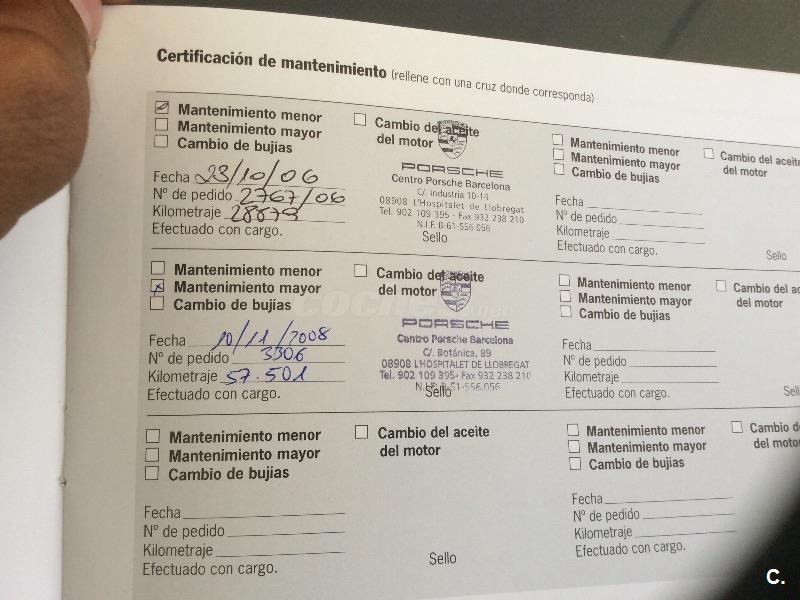 Certificación de mantenimiento (rellene con una cruz donde corresponda)
Mantenimiento menor
Mantenimiento mayor
Cambio de bujías
Cambio del aceite
del motor
PORSCHE
Centro Porsche Barcelona
C/. industria 10-14
08908 L'Hospitalet de Llobregat
Tel. 902 109 395 - Fax 932 238 210
N.I.F. B-61-556.056
Sello
Fecha 23/10/06
Nº de pedido 2767/06
Kilometraje 28879
Efectuado con cargo.
Mantenimiento menor
Mantenimiento mayor
Cambio de bujías
Cambio del aceite
del motor
Fecha
Nº de pedido
Kilometraje
Efectuado con cargo.
Sello
Mantenimiento menor
Mantenimiento mayor
Cambio de bujías
Cambio del aceite
del motor
PORSCHE
Centro Porsche Barcelona
C/. Botánica, 89
08908 L'HOSPITALET DE LLOBREGAT
Tel. 902 109 395- Fax 932 238 210
N.I.F. B-61-556.056
Sello
Fecha 10/11/2008
Nº de pedido 3306
Kilometraje 57.501
Efectuado con cargo.
Mantenimiento menor
Mantenimiento mayor
Cambio de bujías
Cambio del ac
del motor
Fecha
Nº de pedido
Kilometraje
Efectuado con cargo.
Sell
Mantenimiento menor
Mantenimiento mayor
Cambio de bujías
Cambio del aceite
del motor
Fecha
Nº de pedido
Kilometraje
Efectuado con cargo.
Sello
Mantenimiento menor
Mantenimiento mayor
Cambio de bujías
Cambio d
del motor
Fecha
Nº de pedido
Kilometraje
Efectuado con cargo.
C.